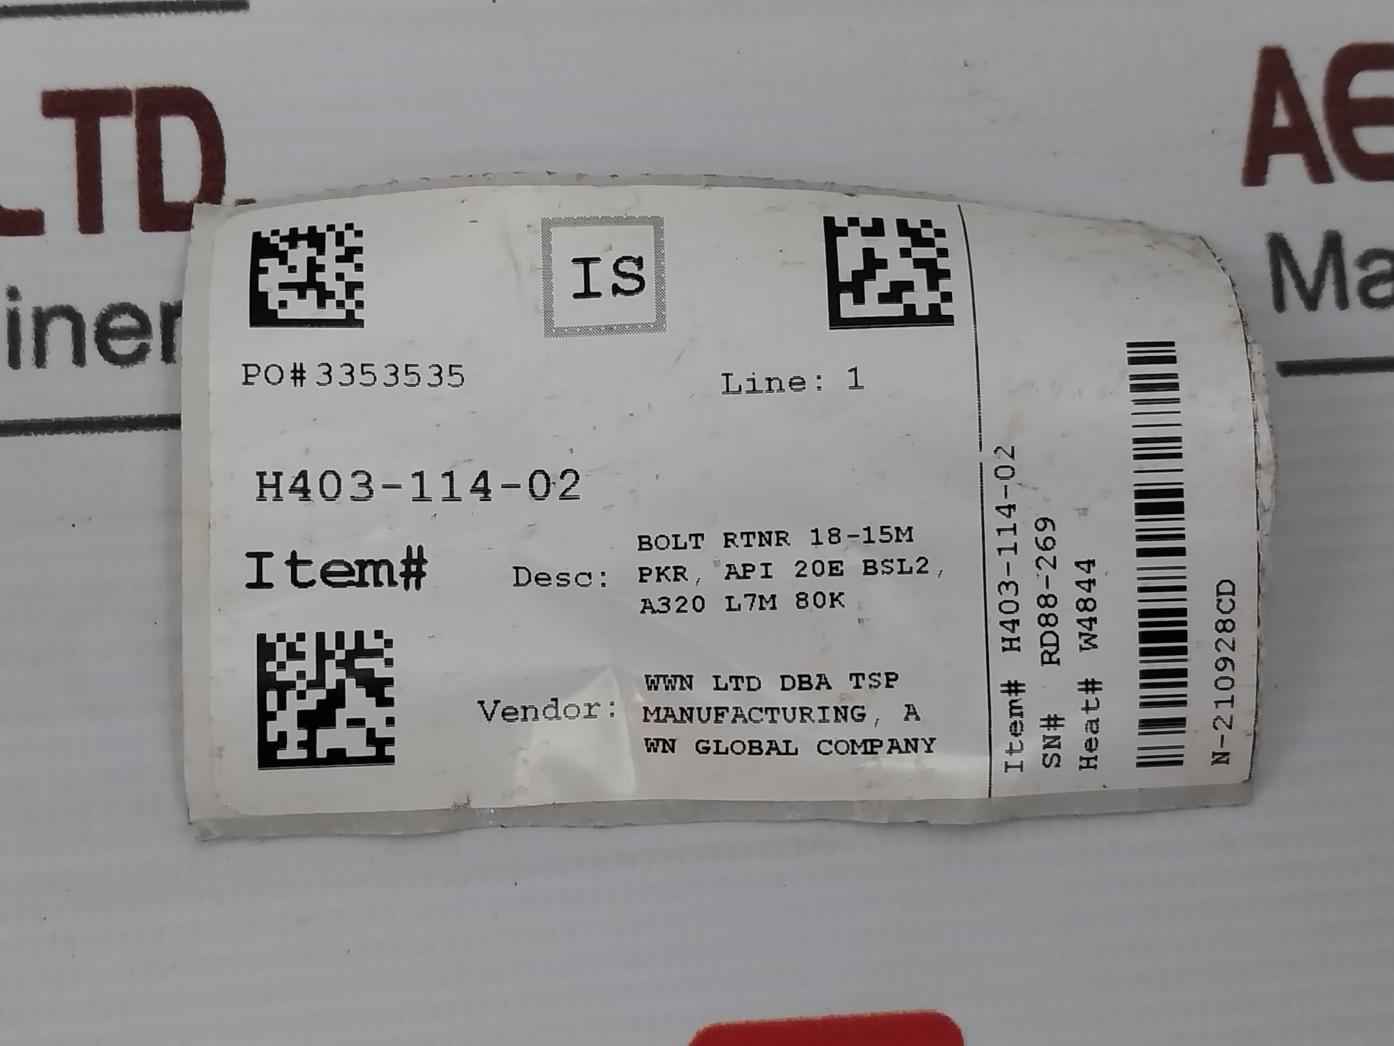 LTD.
iner
AE
Ma
IS
PO#3353535
Line: 1
H403-114-02
Item#
Desc: BOLT RTNR 18-15M
PKR, API 20E BSL2,
A320 L7M 80K
Vendor: WWN LTD DBA TSP
MANUFACTURING, A
WN GLOBAL COMPANY
Item# H403-114-02
SN# RD88-269
Heat# W4844
N-210928CD